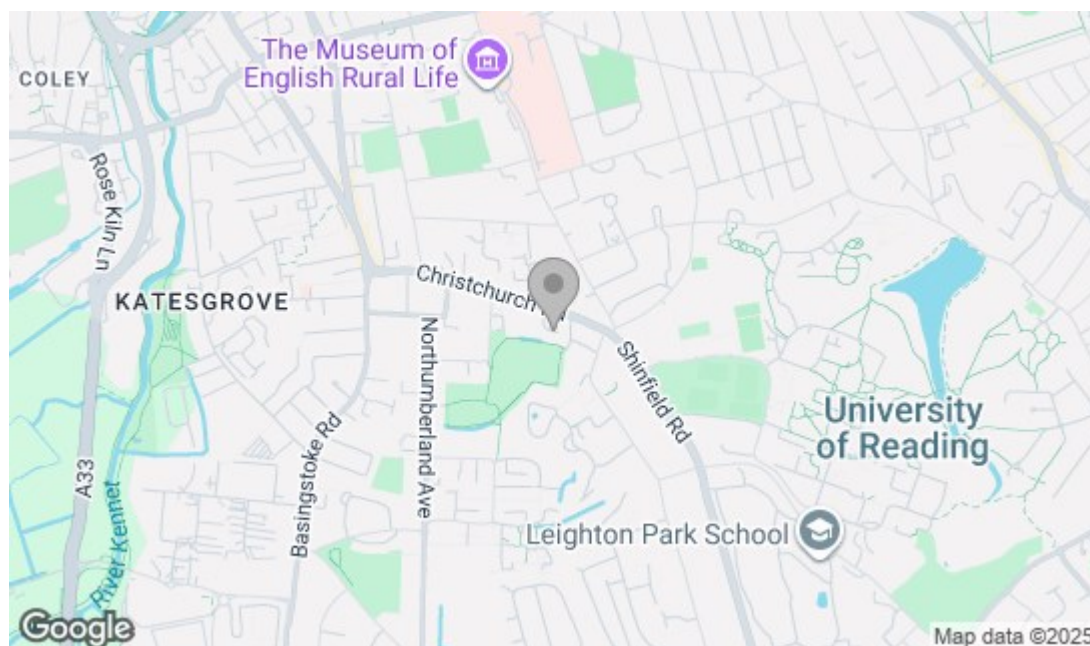 The Museum of
English Rural Life
COLEY
Rose Kiln Ln
KATESGROVE
Christchurch
Northumberland Ave
Shinfield Rd
University
of Reading
Basingstoke Rd
A33
River Kennet
Leighton Park School
Google
Map data ©2025